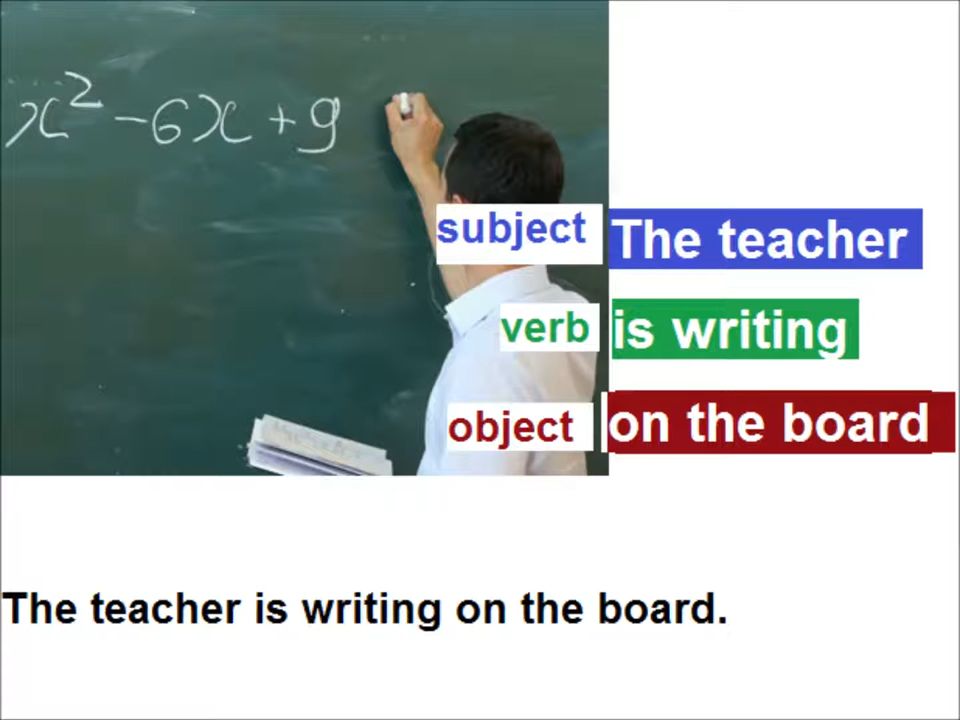 x² - 6x + 9
subject The teacher
verb is writing
object on the board
The teacher is writing on the board.